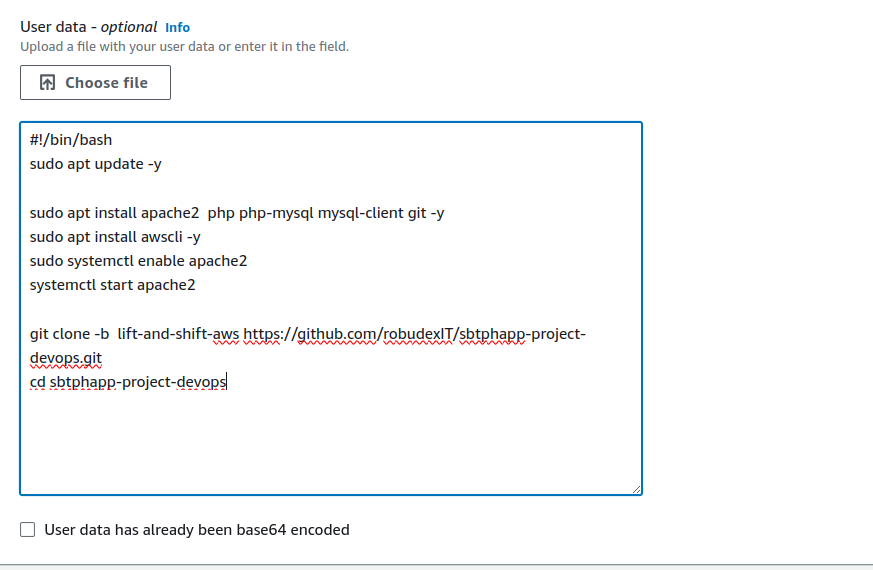 User data - optional Info
Upload a file with your user data or enter it in the field.
Choose file
#!/bin/bash
sudo apt update -y
sudo apt install apache2  php php-mysql mysql-client git -y
sudo apt install awscli -y
sudo systemctl enable apache2
systemctl start apache2
git clone -b  lift-and-shift-aws https://github.com/robudexIT/sbtphapp-project-
devops.git
cd sbtphapp-project-devops
User data has already been base64 encoded